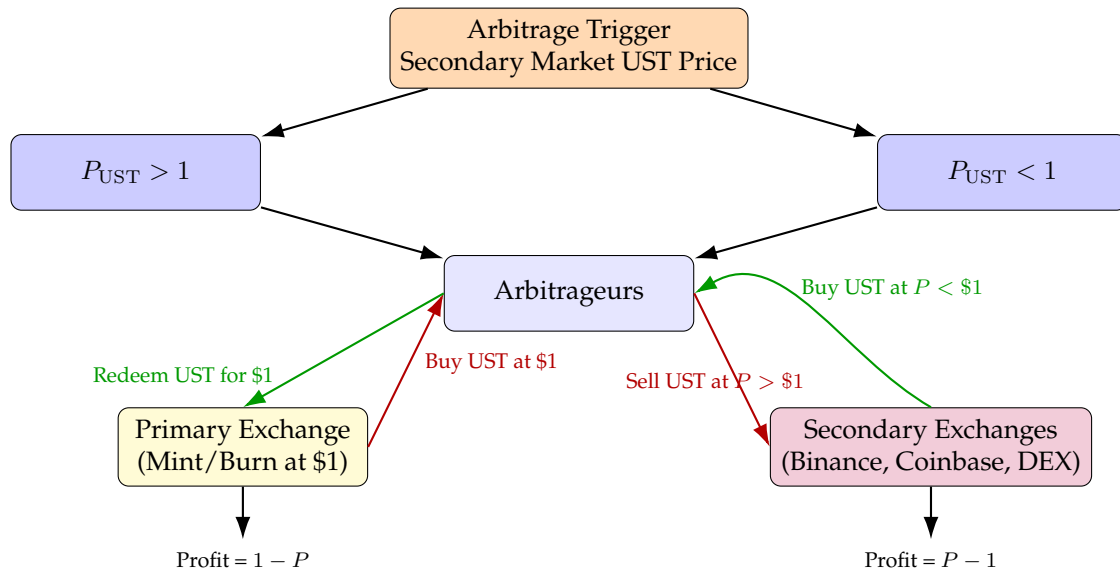 Arbitrage Trigger
Secondary Market UST Price
P_UST > 1
P_UST < 1
Arbitrageurs
Buy UST at P < $1
Buy UST at $1
Redeem UST for $1
Sell UST at P > $1
Primary Exchange
(Mint/Burn at $1)
Secondary Exchanges
(Binance, Coinbase, DEX)
Profit = 1 − P
Profit = P − 1